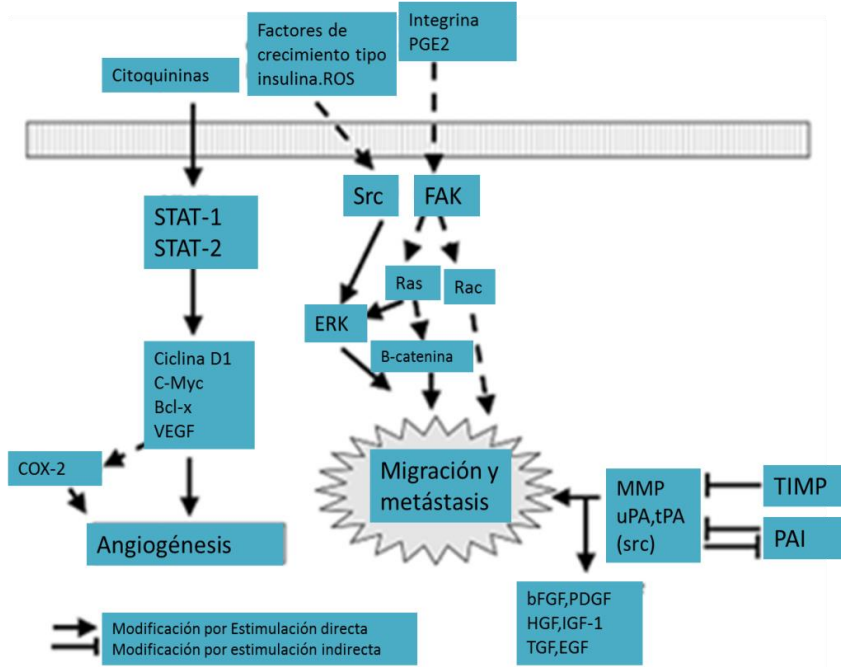 Citoquininas
Factores de
crecimiento tipo
insulina.ROS
Integrina
PGE2
STAT-1
STAT-2
Src
FAK
Ras
Rac
ERK
B-catenina
Ciclina D1
C-Myc
Bcl-x
VEGF
COX-2
Angiogénesis
Migración y
metástasis
MMP
uPA,tPA
(src)
TIMP
PAI
bFGF,PDGF
HGF,IGF-1
TGF,EGF
Modificación por Estimulación directa
Modificación por estimulación indirecta